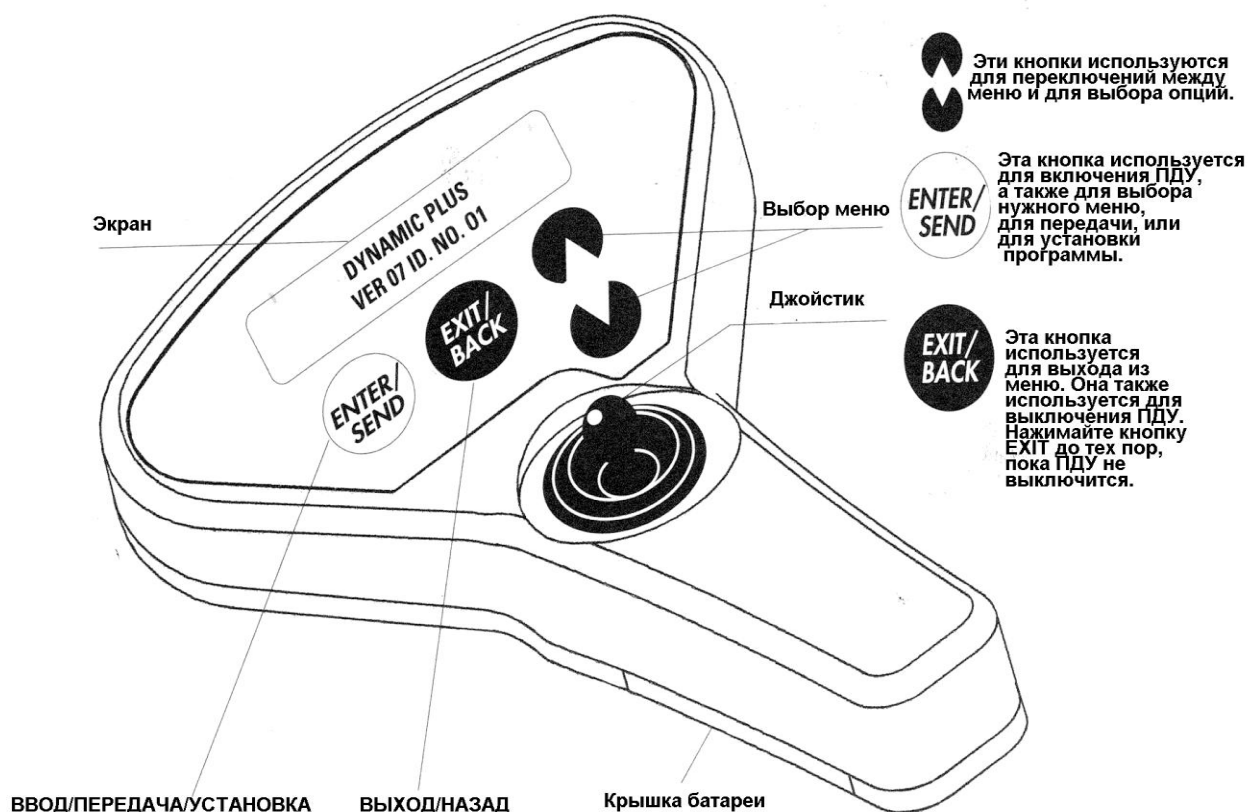 Эти кнопки используются
для переключений между
меню и для выбора опций.
Эта кнопка используется
для включения ПДУ,
а также для выбора
нужного меню,
для передачи, или
для установки
программы.
ENTER/
SEND
Выбор меню
Экран
DYNAMIC PLUS
VER 07 ID. NO. 01
EXIT/
BACK
ENTER/
SEND
Джойстик
EXIT/
BACK
Эта кнопка
используется
для выхода из
меню. Она также
используется для
выключения ПДУ.
Нажимайте кнопку
EXIT до тех пор,
пока ПДУ не
выключится.
ВВОД/ПЕРЕДАЧА/УСТАНОВКА
ВЫХОД/НАЗАД
Крышка батареи